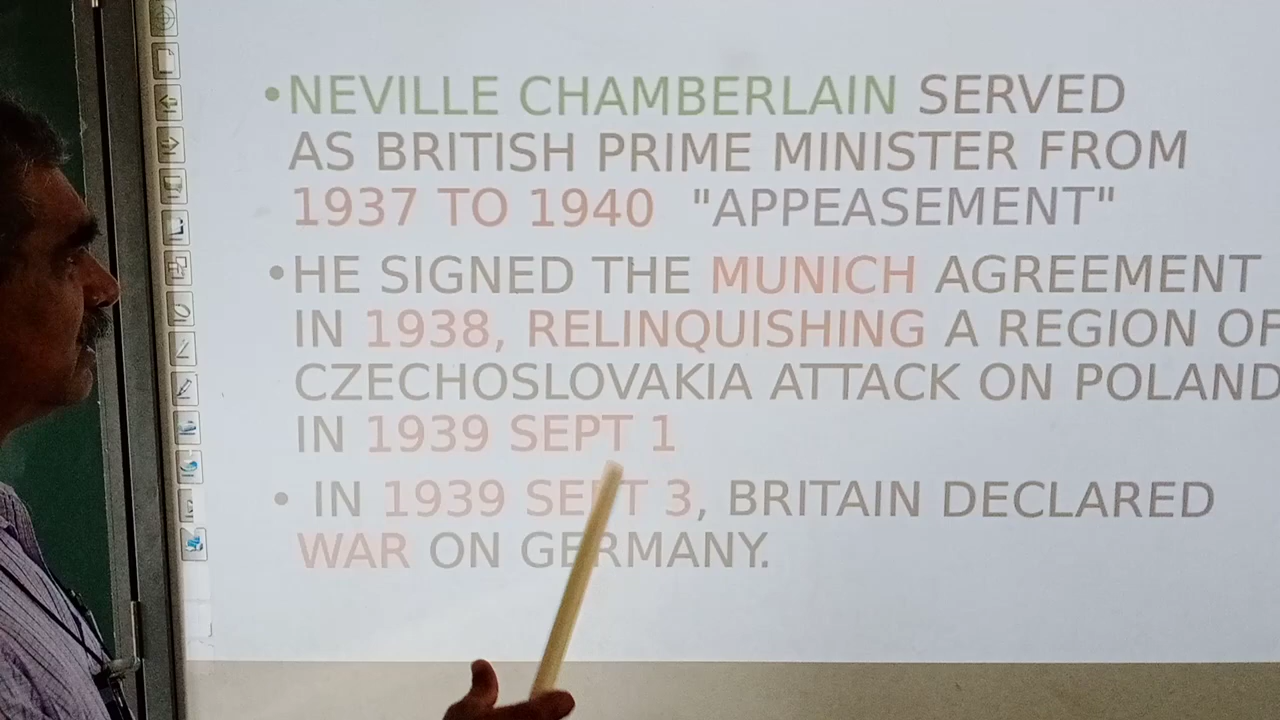 •NEVILLE CHAMBERLAIN SERVED
AS BRITISH PRIME MINISTER FROM
1937 TO 1940 "APPEASEMENT"
•HE SIGNED THE MUNICH AGREEMENT
IN 1938, RELINQUISHING A REGION OF
CZECHOSLOVAKIA ATTACK ON POLAND
IN 1939 SEPT 1
• IN 1939 SEPT 3, BRITAIN DECLARED
WAR ON GERMANY.